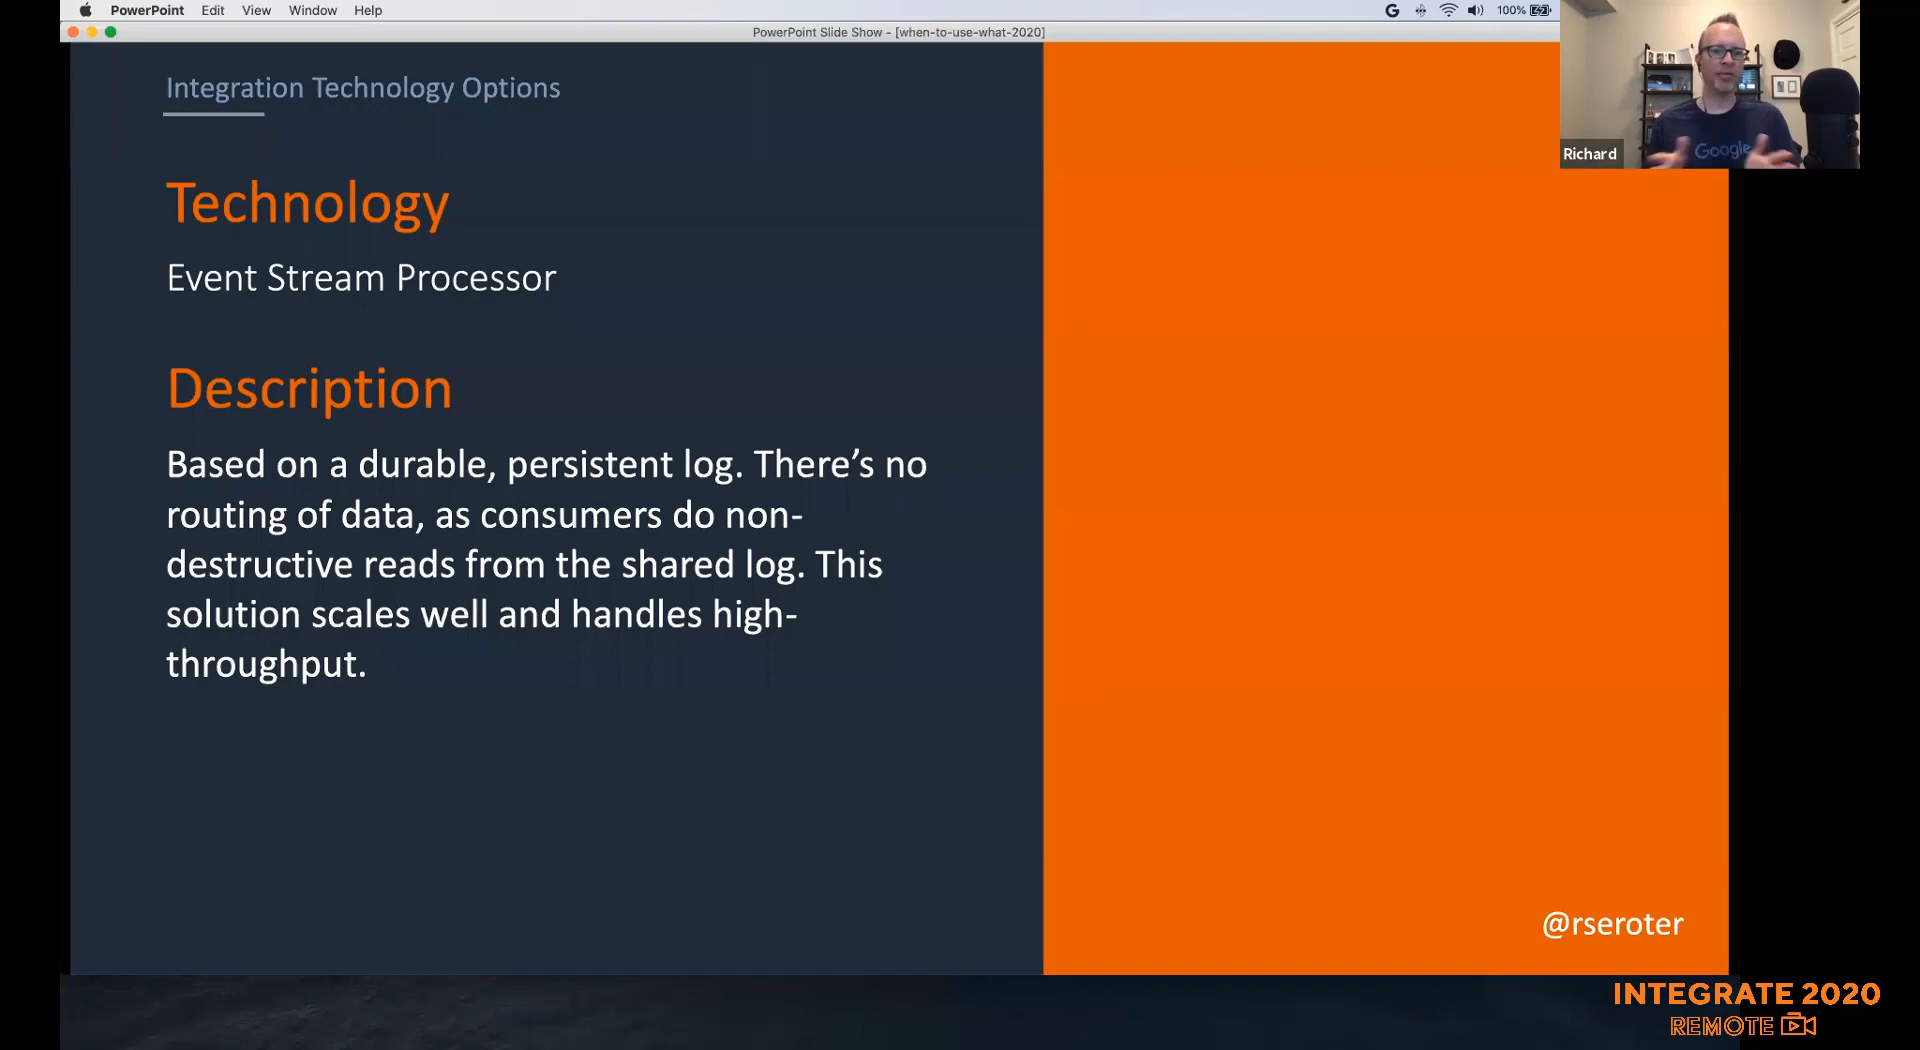 PowerPoint Edit View Window Help
G 100%
PowerPoint Slide Show - [when-to-use-what-2020]
Integration Technology Options
Technology
Event Stream Processor
Description
Based on a durable, persistent log. There’s no
routing of data, as consumers do non-
destructive reads from the shared log. This
solution scales well and handles high-
throughput.
Google
Richard
@rseroter
INTEGRATE 2020
REMOTE